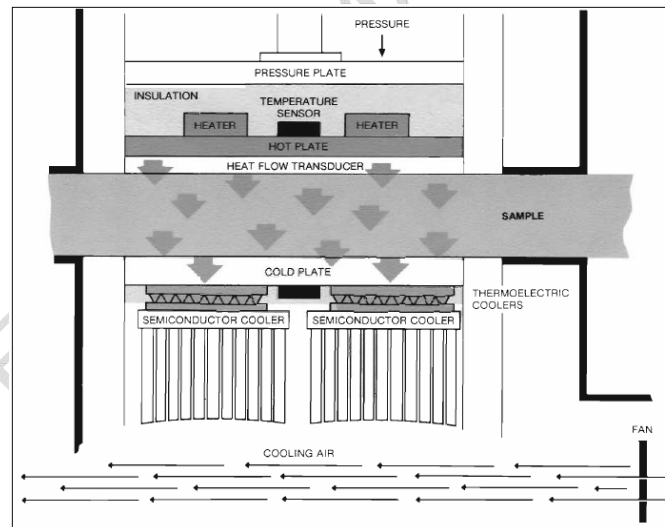 PRESSURE
PRESSURE PLATE
INSULATION
TEMPERATURE
SENSOR
HEATER
HEATER
HOT PLATE
HEAT FLOW TRANSDUCER
SAMPLE
COLD PLATE
THERMOELECTRIC
COOLERS
SEMICONDUCTOR COOLER
SEMICONDUCTOR COOLER
FAN
COOLING AIR